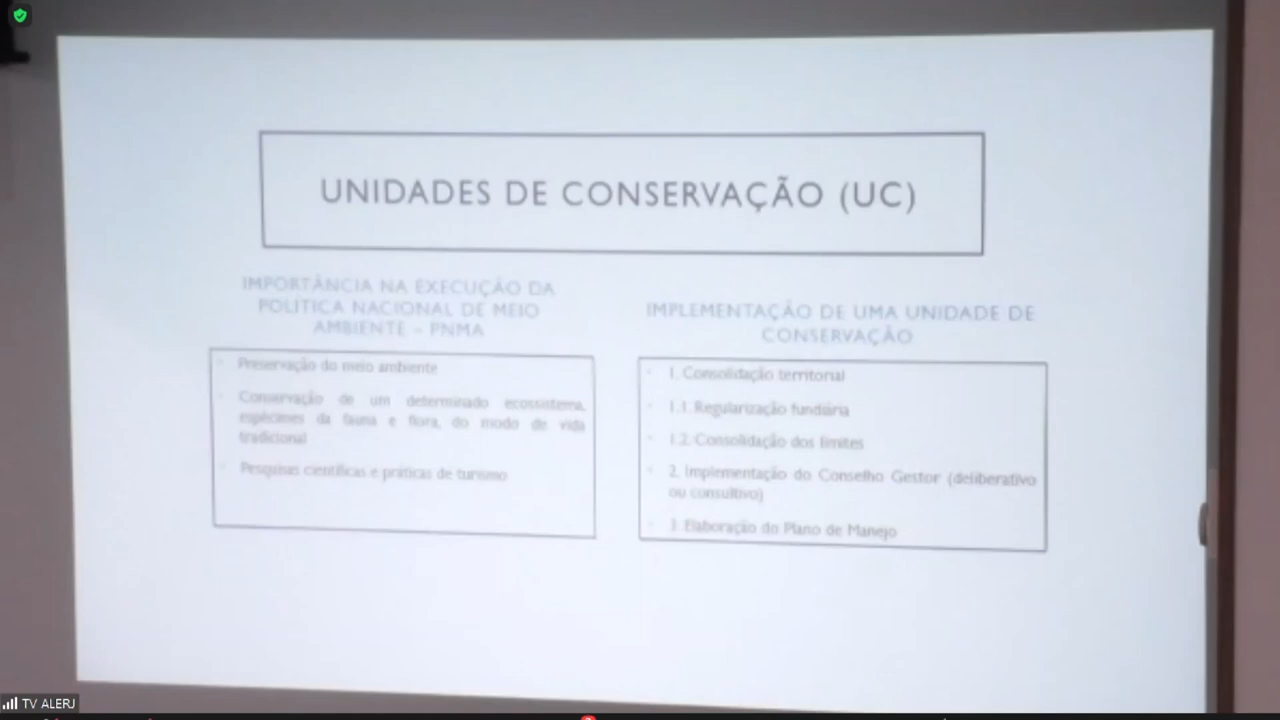 UNIDADES DE CONSERVAÇÃO (UC)
IMPORTÂNCIA NA EXECUÇÃO DA
POLÍTICA NACIONAL DE MEIO
AMBIENTE – PNMA
Preservação do meio ambiente
Conservação de um determinado ecossistema,
espécimes da fauna e flora, do modo de vida
tradicional
Pesquisas científicas e práticas de turismo
IMPLEMENTAÇÃO DE UMA UNIDADE DE
CONSERVAÇÃO
1. Consolidação territorial
1.1. Regularização fundiária
1.2. Consolidação dos limites
2. Implementação do Conselho Gestor (deliberativo
ou consultivo)
3. Elaboração do Plano de Manejo
TV ALERJ